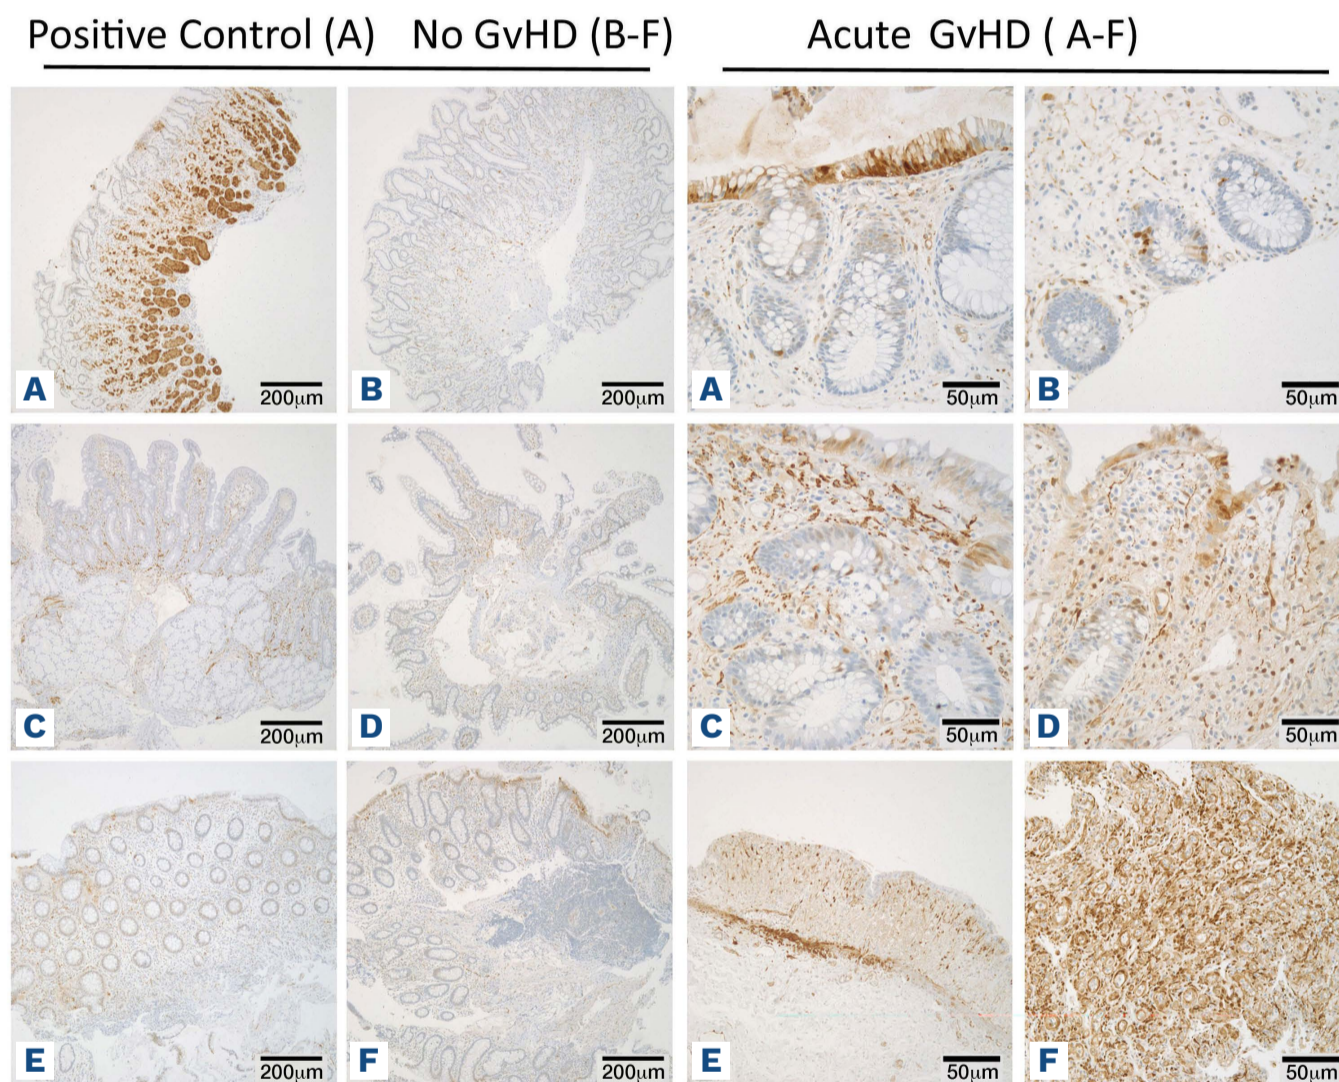 Positive Control (A) No GvHD (B-F) Acute GvHD ( A-F)
A 200µm B 200µm A 50µm B 50µm
C 200µm D 200µm C 50µm D 50µm
E 200µm F 200µm E 50µm F 50µm